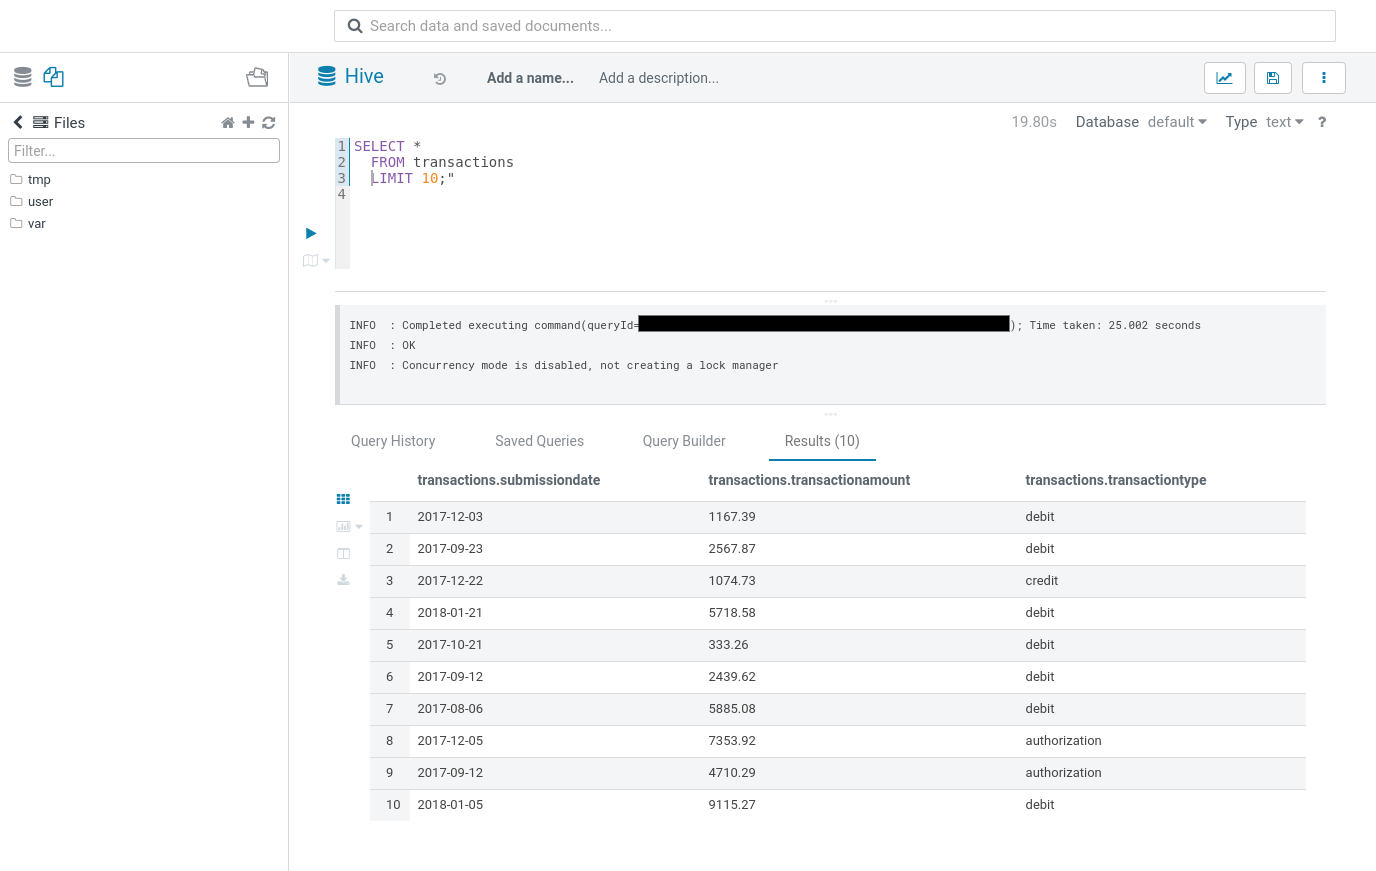 Search data and saved documents...
Hive Add a name... Add a description...
Files
Filter...
tmp
user
var
19.80s Database default Type text ?
1 SELECT *
2 FROM transactions
3 LIMIT 10;"
4
INFO : Completed executing command(queryId= ); Time taken: 25.002 seconds
INFO : OK
INFO : Concurrency mode is disabled, not creating a lock manager
Query History Saved Queries Query Builder Results (10)
transactions.submissiondate transactions.transactionamount transactions.transactiontype
1 2017-12-03 1167.39 debit
2 2017-09-23 2567.87 debit
3 2017-12-22 1074.73 credit
4 2018-01-21 5718.58 debit
5 2017-10-21 333.26 debit
6 2017-09-12 2439.62 debit
7 2017-08-06 5885.08 debit
8 2017-12-05 7353.92 authorization
9 2017-09-12 4710.29 authorization
10 2018-01-05 9115.27 debit